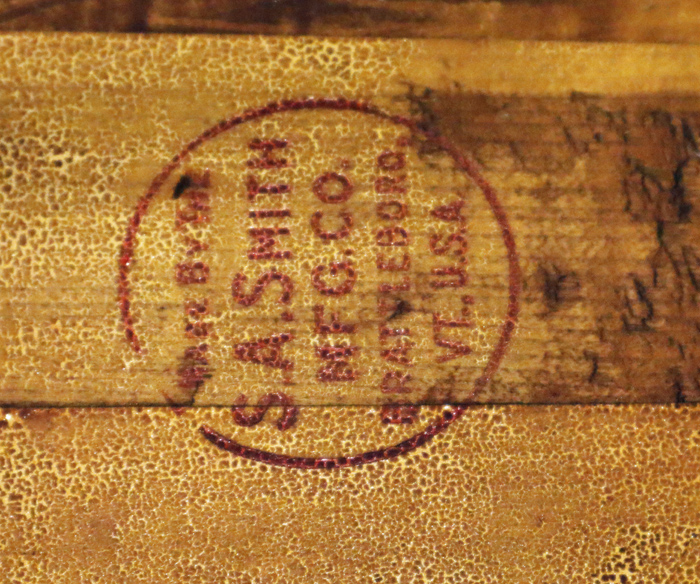 MADE BY THE
S.A.SMITH
MFG.CO.
BRATTLEBORO,
VT., U.S.A.